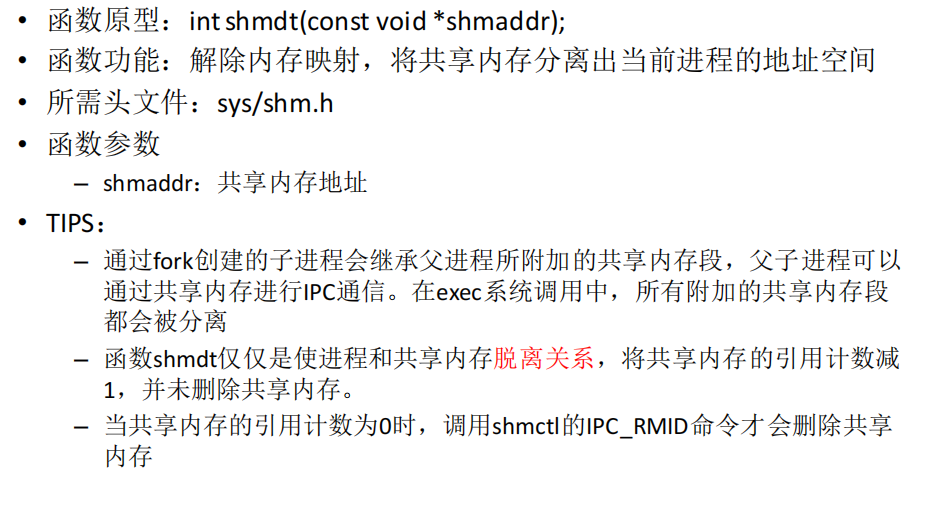 • 函数原型：int shmdt(const void *shmaddr);
• 函数功能：解除内存映射，将共享内存分离出当前进程的地址空间
• 所需头文件：sys/shm.h
• 函数参数
– shmaddr：共享内存地址
• TIPS：
– 通过fork创建的子进程会继承父进程所附加的共享内存段，父子进程可以
通过共享内存进行IPC通信。在exec系统调用中，所有附加的共享内存段
都会被分离
– 函数shmdt仅仅是使进程和共享内存脱离关系，将共享内存的引用计数减
1，并未删除共享内存。
– 当共享内存的引用计数为0时，调用shmctl的IPC_RMID命令才会删除共享
内存